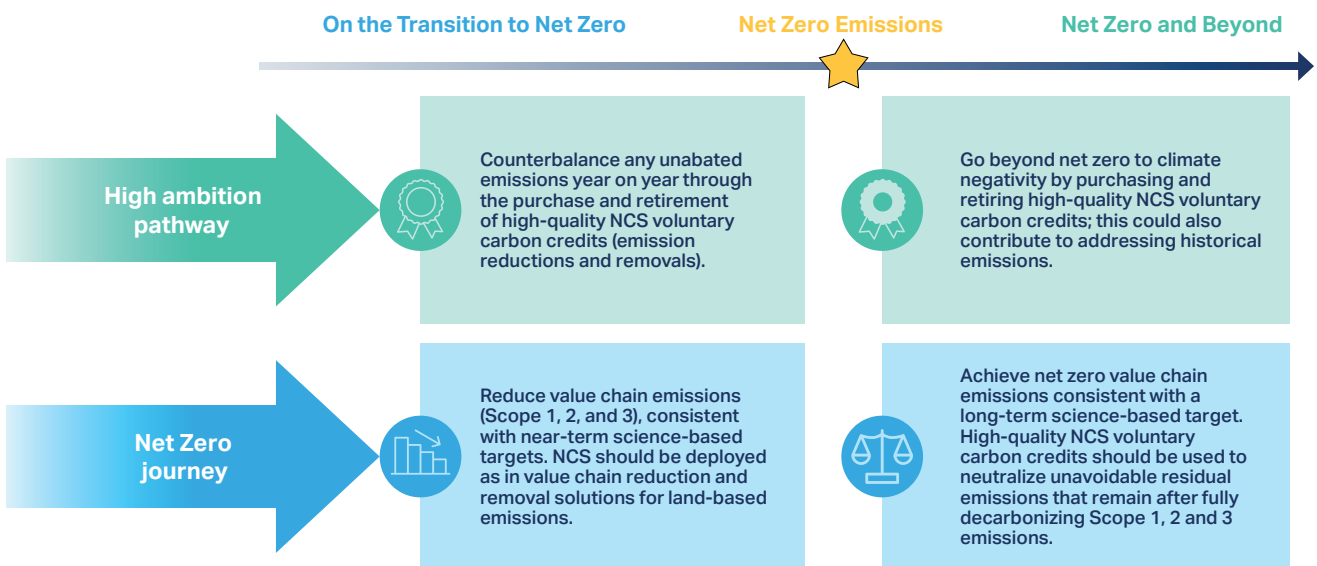 On the Transition to Net Zero
Net Zero Emissions
Net Zero and Beyond
High ambition
pathway
Counterbalance any unabated
emissions year on year through
the purchase and retirement
of high-quality NCS voluntary
carbon credits (emission
reductions and removals).
Go beyond net zero to climate
negativity by purchasing and
retiring high-quality NCS voluntary
carbon credits; this could also
contribute to addressing historical
emissions.
Net Zero
journey
Reduce value chain emissions
(Scope 1, 2, and 3), consistent
with near-term science-based
targets. NCS should be deployed
as in value chain reduction and
removal solutions for land-based
emissions.
Achieve net zero value chain
emissions consistent with a
long-term science-based target.
High-quality NCS voluntary
carbon credits should be used to
neutralize unavoidable residual
emissions that remain after fully
decarbonizing Scope 1, 2 and 3
emissions.